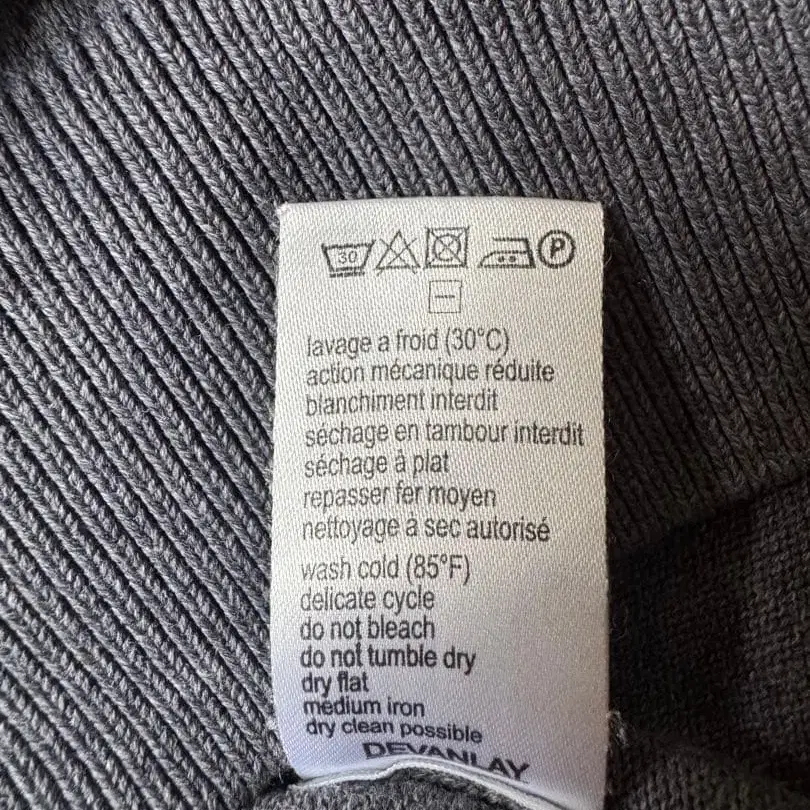 30 P
lavage a froid (30°C)
action mécanique réduite
blanchiment interdit
séchage en tambour interdit
séchage à plat
repasser fer moyen
nettoyage à sec autorisé
wash cold (85°F)
delicate cycle
do not bleach
do not tumble dry
dry flat
medium iron
dry clean possible
DEVANLAY